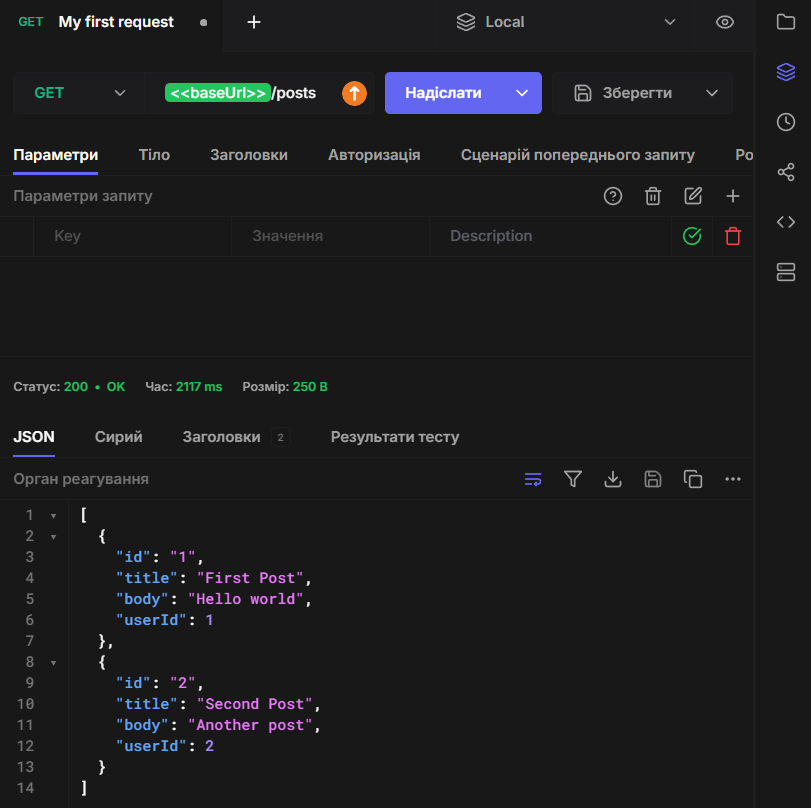 GET My first request Local
GET <<baseUrl>>/posts Надіслати Зберегти
Параметри Тіло Заголовки Авторизація Сценарій попереднього запиту Ро
Параметри запиту
Key Значення Description
Статус: 200 • OK Час: 2117 ms Розмір: 250 B
JSON Сирий Заголовки 2 Результати тесту
Орган реагування
1 [
2 {
3 "id": "1",
4 "title": "First Post",
5 "body": "Hello world",
6 "userId": 1
7 },
8 {
9 "id": "2",
10 "title": "Second Post",
11 "body": "Another post",
12 "userId": 2
13 }
14 ]